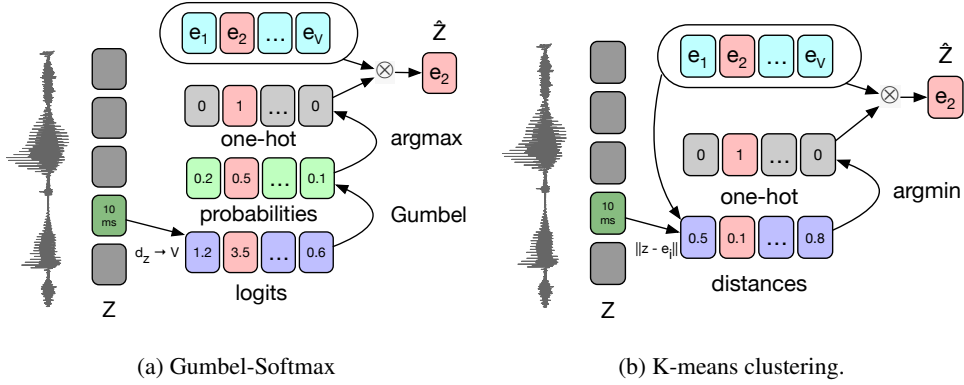 e1 e2 ... eV
Ẑ
e2
0 1 ... 0
one-hot
argmax
0.2 0.5 ... 0.1
probabilities
Gumbel
10 ms
dz → V
1.2 3.5 ... 0.6
logits
Z
(a) Gumbel-Softmax
e1 e2 ... eV
Ẑ
e2
0 1 ... 0
one-hot
argmin
10 ms
||z - ei||
0.5 0.1 ... 0.8
distances
Z
(b) K-means clustering.